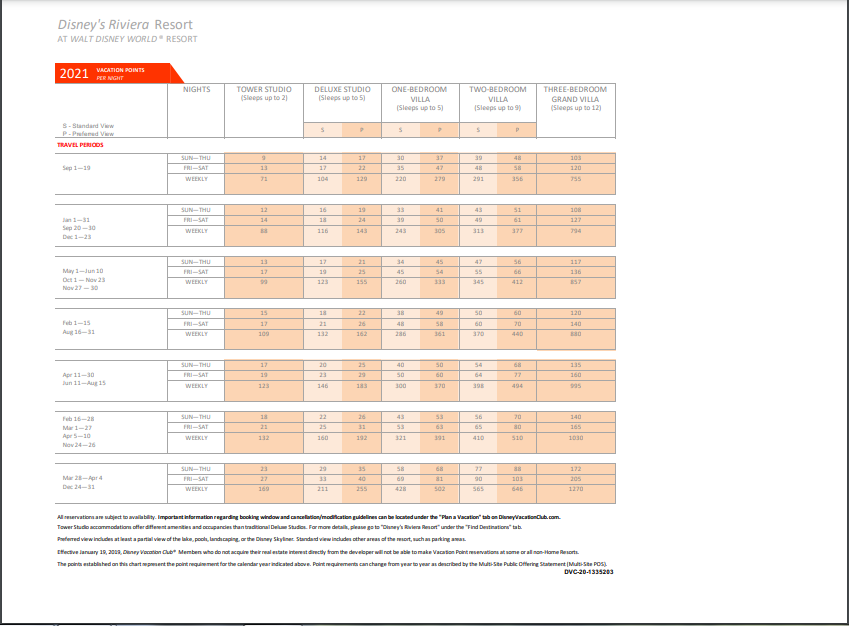 Disney's Riviera Resort
AT WALT DISNEY WORLD® RESORT
2021 VACATION POINTS
PER NIGHT
NIGHTS TOWER STUDIO DELUXE STUDIO ONE-BEDROOM TWO-BEDROOM THREE-BEDROOM
(Sleeps up to 2) (Sleeps up to 5) VILLA VILLA GRAND VILLA
(Sleeps up to 5) (Sleeps up to 9) (Sleeps up to 12)
S - Standard View S P S P S P
P - Preferred View
TRAVEL PERIODS
SUN—THU 9 14 17 30 37 39 48 103
Sep 1—19 FRI—SAT 13 17 22 35 47 48 58 120
WEEKLY 71 104 129 220 279 291 356 755
SUN—THU 12 16 19 33 41 43 51 108
Jan 1—31 FRI—SAT 14 18 24 39 50 49 61 127
Sep 20—30 WEEKLY 88 116 143 243 305 313 377 794
Dec 1—23
SUN—THU 13 17 21 34 45 47 56 117
May 1—Jun 10 FRI—SAT 17 19 25 45 54 55 66 136
Oct 1 — Nov 23 WEEKLY 99 123 155 260 333 345 412 857
Nov 27 — 30
SUN—THU 15 18 22 38 49 50 60 120
Feb 1—15 FRI—SAT 17 21 26 48 58 60 70 140
Aug 16—31 WEEKLY 109 132 162 286 361 370 440 880
SUN—THU 17 20 25 40 50 54 68 135
Apr 11—30 FRI—SAT 19 23 29 50 60 64 77 160
Jun 11—Aug 15 WEEKLY 123 146 183 300 370 398 494 995
Feb 16—28 SUN—THU 18 22 26 43 53 56 70 140
Mar 1—27 FRI—SAT 21 25 31 53 63 65 80 165
Apr 5—10 WEEKLY 132 160 192 321 391 410 510 1030
Nov 24—26
SUN—THU 23 29 35 58 68 77 88 172
Mar 28—Apr 4 FRI—SAT 27 33 40 69 81 90 103 205
Dec 24—31 WEEKLY 169 211 255 428 502 565 646 1270
All reservations are subject to availability. Important information regarding booking window and cancellation/modification guidelines can be located under the "Plan a Vacation" tab on DisneyVacationClub.com.
Tower Studio accommodations offer different amenities and occupancies than traditional Deluxe Studios. For more details, please go to "Disney's Riviera Resort" under the "Find Destinations" tab.
Preferred view includes at least a partial view of the lake, pools, landscaping, or the Disney Skyliner. Standard view includes other areas of the resort, such as parking areas.
Effective January 19, 2019, Disney Vacation Club® Members who do not acquire their real estate interest directly from the developer will not be able to make Vacation Point reservations at some or all non-Home Resorts.
The points established on this chart represent the point requirement for the calendar year indicated above. Point requirements can change from year to year as described by the Multi-Site Public Offering Statement (Multi-Site POS).
DVC-20-1335203